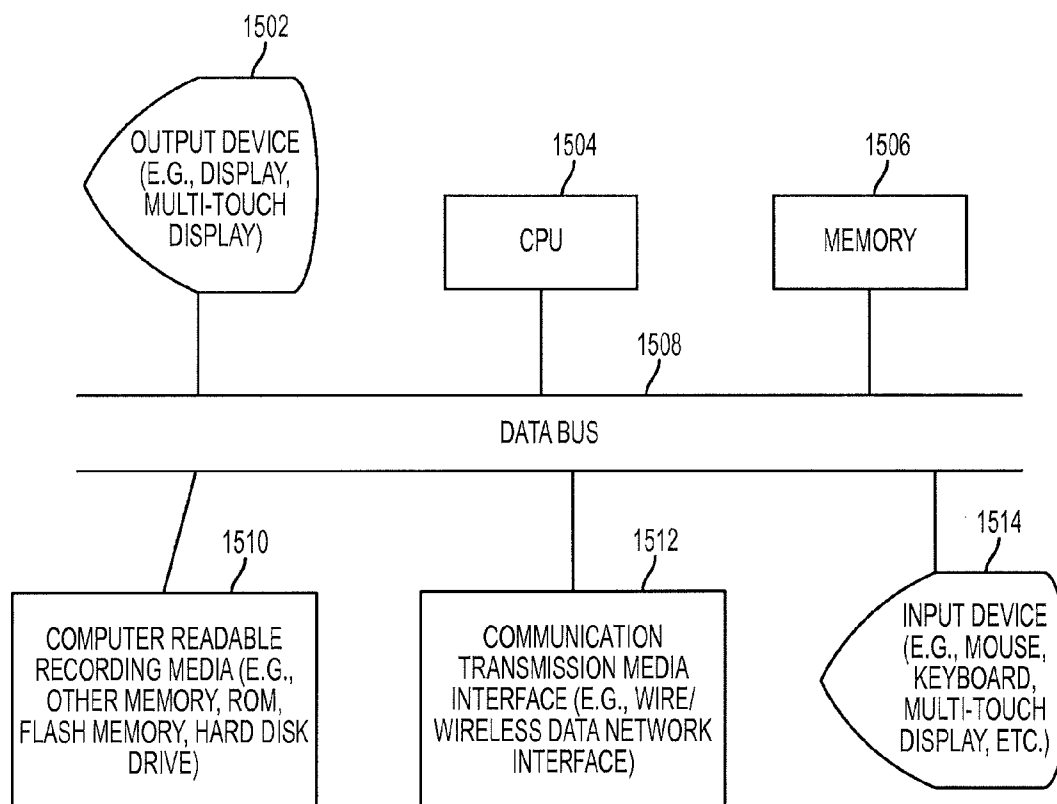 1502
OUTPUT DEVICE
(E.G., DISPLAY,
MULTI-TOUCH
DISPLAY)
1504
CPU
1506
MEMORY
1508
DATA BUS
1510
COMPUTER READABLE
RECORDING MEDIA (E.G.,
OTHER MEMORY, ROM,
FLASH MEMORY, HARD DISK
DRIVE)
1512
COMMUNICATION
TRANSMISSION MEDIA
INTERFACE (E.G., WIRE/
WIRELESS DATA NETWORK
INTERFACE)
1514
INPUT DEVICE
(E.G., MOUSE,
KEYBOARD,
MULTI-TOUCH
DISPLAY, ETC.)